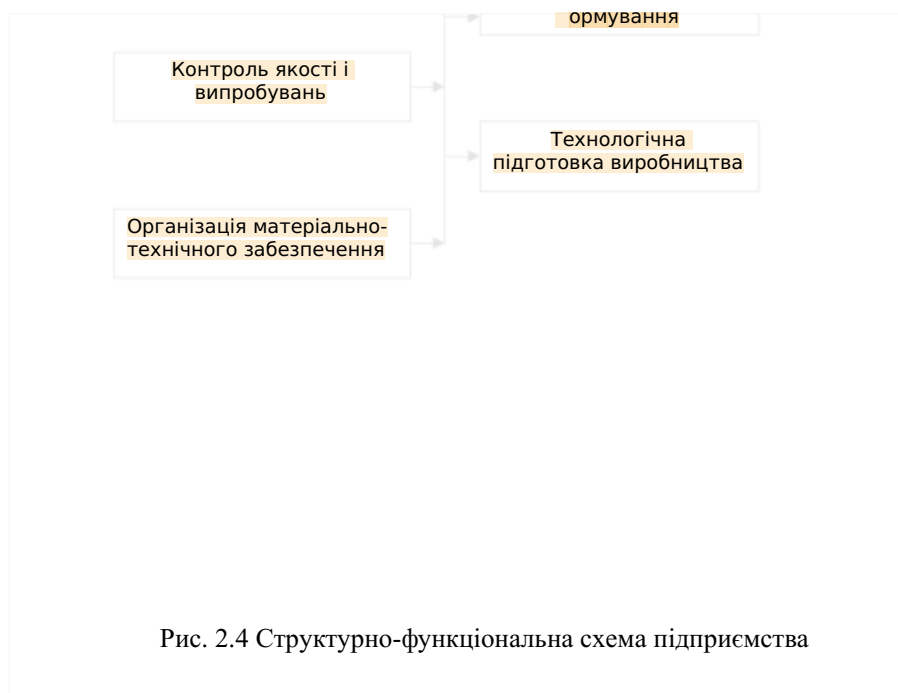 ормування
Контроль якості і
випробувань
Технологічна
підготовка виробництва
Організація матеріально-
технічного забезпечення
Рис. 2.4 Структурно-функціональна схема підприємства